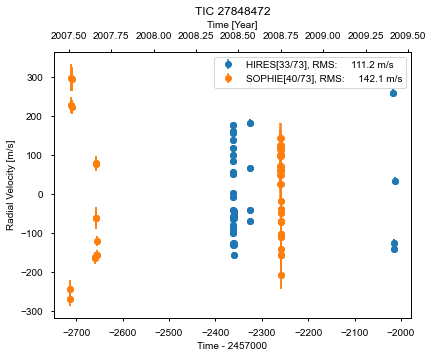 TIC 27848472
Time [Year]
2007.50 2007.75 2008.00 2008.25 2008.50 2008.75 2009.00 2009.25 2009.50
HIRES[33/73], RMS: 111.2 m/s
SOPHIE[40/73], RMS: 142.1 m/s
Radial Velocity [m/s]
300
200
100
0
−100
−200
−300
−2700 −2600 −2500 −2400 −2300 −2200 −2100 −2000
Time - 2457000